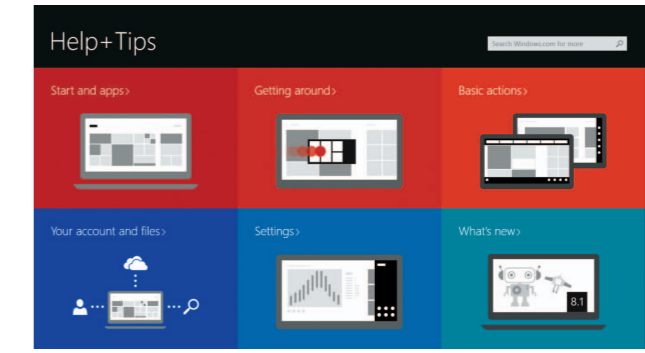 Help+Tips
Search Windows.com for more
Start and apps>
Getting around>
Basic actions>
Your account and files>
Settings>
What's new>
8.1